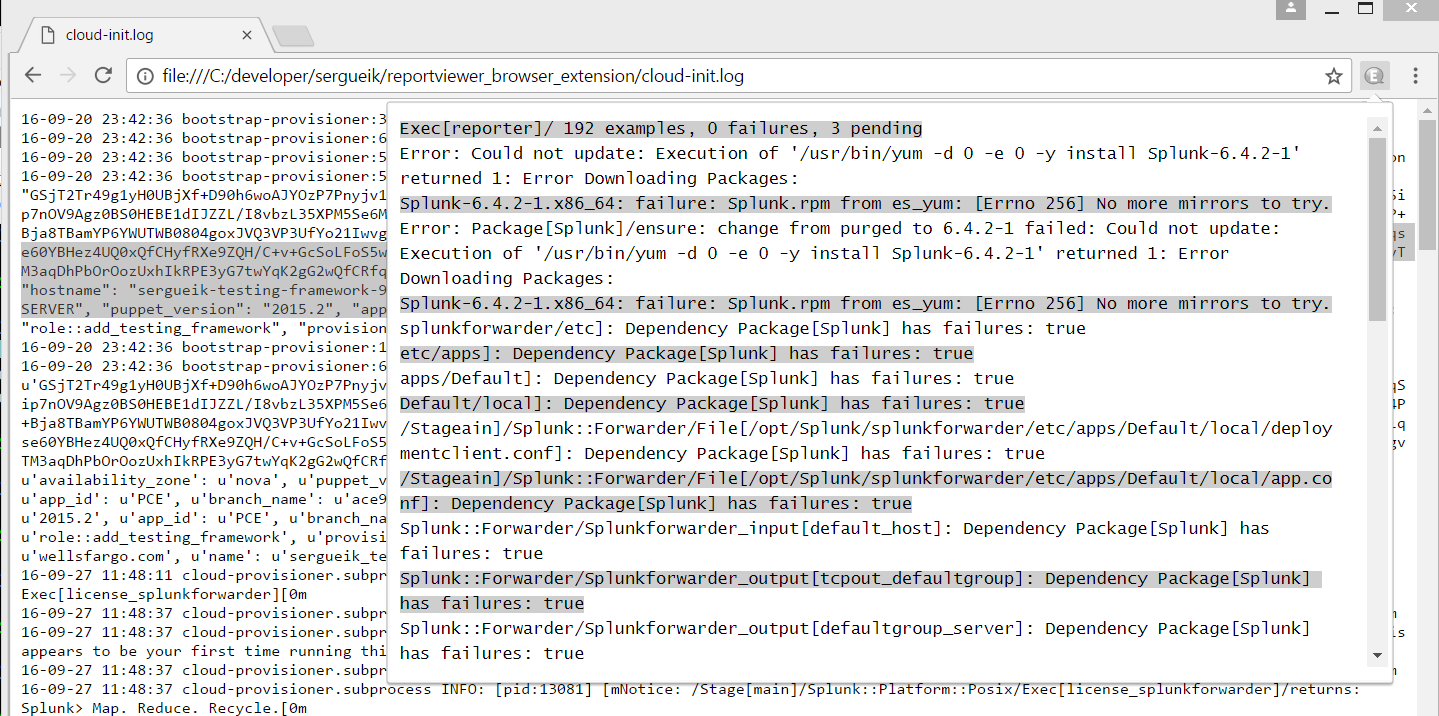 cloud-init.log
file:///C:/developer/sergueik/reportviewer_browser_extension/cloud-init.log
E
16-09-20 23:42:36 bootstrap-provisioner:3
16-09-20 23:42:36 bootstrap-provisioner:6
16-09-20 23:42:36 bootstrap-provisioner:5
16-09-20 23:42:36 bootstrap-provisioner:5
"GSjT2Tr49g1yH0UBjXf+D90h6woAJYOzP7Pnyjv1
p7nOV9Agz0BS0HEBE1dIJZZL/I8vbzL35XPM5Se6M
Bja8TBamYP6YWUTWB0804goxJVQ3VP3UfYo21Iwvg
e60YBHez4UQ0xQfCHyfRXe9ZQH/C+v+GcSoLFoS5w
M3aqDhPbOrOozUxhIkRPE3yG7twYqK2gG2wQfCRfq
"hostname": "sergueik-testing-framework-9
SERVER", "puppet_version": "2015.2", "app
"role::add_testing_framework", "provision
16-09-20 23:42:36 bootstrap-provisioner:1
16-09-20 23:42:36 bootstrap-provisioner:6
u'GSjT2Tr49g1yH0UBjXf+D90h6woAJYOzP7Pnyjv
ip7nOV9Agz0BS0HEBE1dIJZZL/I8vbzL35XPM5Se6
+Bja8TBamYP6YWUTWB0804goxJVQ3VP3UfYo21Iwv
se60YBHez4UQ0xQfCHyfRXe9ZQH/C+v+GcSoLFoS5
TM3aqDhPbOrOozUxhIkRPE3yG7twYqK2gG2wQfCRf
u'availability_zone': u'nova', u'puppet_v
u'app_id': u'PCE', u'branch_name': u'ace9
u'2015.2', u'app_id': u'PCE', u'branch_na
u'role::add_testing_framework', u'provisi
u'wellsfargo.com', u'name': u'sergueik_te
16-09-27 11:48:11 cloud-provisioner.subpr
Exec[license_splunkforwarder][0m
16-09-27 11:48:37 cloud-provisioner.subpr
16-09-27 11:48:37 cloud-provisioner.subpr
appears to be your first time running thi
16-09-27 11:48:37 cloud-provisioner.subpr
16-09-27 11:48:37 cloud-provisioner.subprocess INFO: [pid:13081] [mNotice: /Stage[main]/Splunk::Platform::Posix/Exec[license_splunkforwarder]/returns:
Splunk> Map. Reduce. Recycle.[0m
Exec[reporter]/ 192 examples, 0 failures, 3 pending
Error: Could not update: Execution of '/usr/bin/yum -d 0 -e 0 -y install Splunk-6.4.2-1'
returned 1: Error Downloading Packages:
Splunk-6.4.2-1.x86_64: failure: Splunk.rpm from es_yum: [Errno 256] No more mirrors to try.
Error: Package[Splunk]/ensure: change from purged to 6.4.2-1 failed: Could not update:
Execution of '/usr/bin/yum -d 0 -e 0 -y install Splunk-6.4.2-1' returned 1: Error
Downloading Packages:
Splunk-6.4.2-1.x86_64: failure: Splunk.rpm from es_yum: [Errno 256] No more mirrors to try.
splunkforwarder/etc]: Dependency Package[Splunk] has failures: true
etc/apps]: Dependency Package[Splunk] has failures: true
apps/Default]: Dependency Package[Splunk] has failures: true
Default/local]: Dependency Package[Splunk] has failures: true
/Stageain]/Splunk::Forwarder/File[/opt/Splunk/splunkforwarder/etc/apps/Default/local/deploy
mentclient.conf]: Dependency Package[Splunk] has failures: true
/Stageain]/Splunk::Forwarder/File[/opt/Splunk/splunkforwarder/etc/apps/Default/local/app.co
nf]: Dependency Package[Splunk] has failures: true
Splunk::Forwarder/Splunkforwarder_input[default_host]: Dependency Package[Splunk] has
failures: true
Splunk::Forwarder/Splunkforwarder_output[tcpout_defaultgroup]: Dependency Package[Splunk]
has failures: true
Splunk::Forwarder/Splunkforwarder_output[defaultgroup_server]: Dependency Package[Splunk]
has failures: true